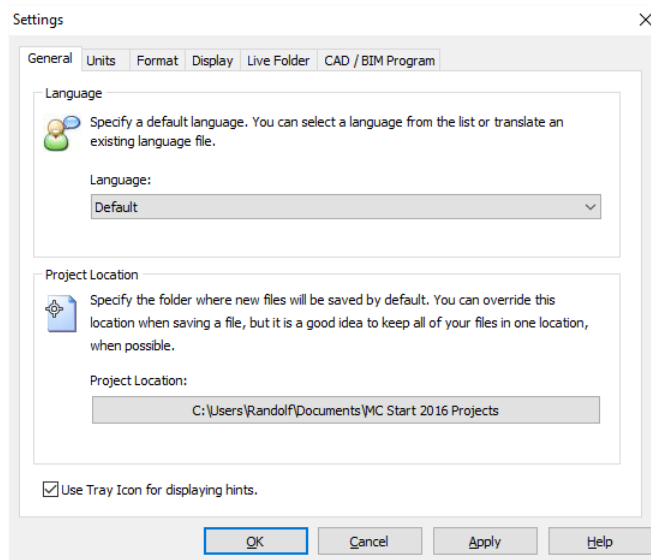 Settings
General
Units
Format
Display
Live Folder
CAD / BIM Program
Language
Specify a default language. You can select a language from the list or translate an
existing language file.
Language:
Default
Project Location
Specify the folder where new files will be saved by default. You can override this
location when saving a file, but it is a good idea to keep all of your files in one location,
when possible.
Project Location:
C:\Users\Randolf\Documents\MC Start 2016 Projects
Use Tray Icon for displaying hints.
OK
Cancel
Apply
Help